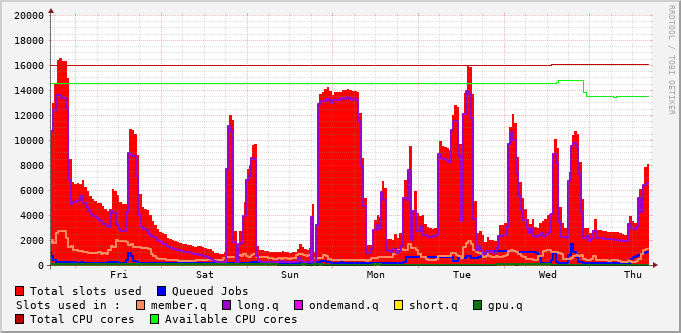 20000
18000
16000
14000
12000
10000
8000
6000
4000
2000
0
Fri Sat Sun Mon Tue Wed Thu
RRDTOOL / TOBI OETIKER
Total slots used Queued Jobs
Slots used in : member.q long.q ondemand.q short.q gpu.q
Total CPU cores Available CPU cores